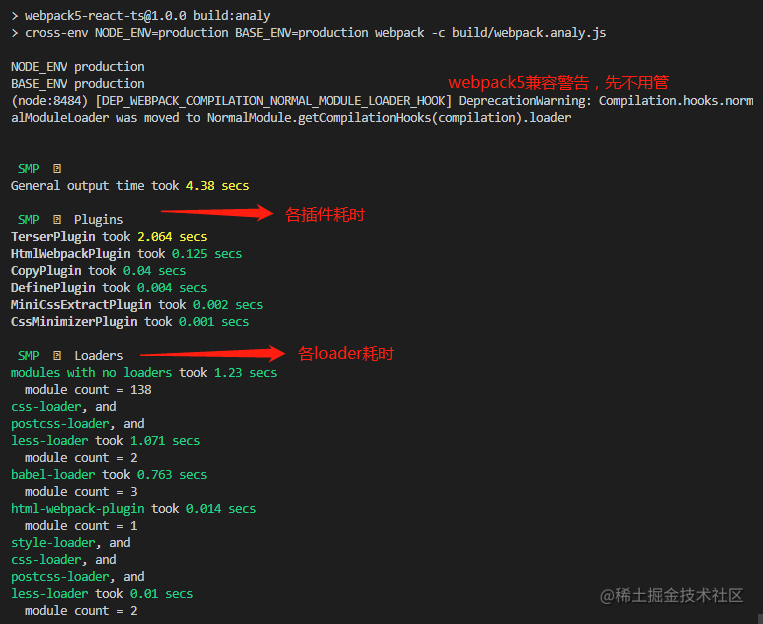 > webpack5-react-ts@1.0.0 build:analy
> cross-env NODE_ENV=production BASE_ENV=production webpack -c build/webpack.analy.js
NODE_ENV production
BASE_ENV production
webpack5兼容警告，先不用管
(node:8484) [DEP_WEBPACK_COMPILATION_NORMAL_MODULE_LOADER_HOOK] DeprecationWarning: Compilation.hooks.norm
alModuleLoader was moved to NormalModule.getCompilationHooks(compilation).loader
SMP
General output time took 4.38 secs
SMP Plugins
各插件耗时
TerserPlugin took 2.064 secs
HtmlWebpackPlugin took 0.125 secs
CopyPlugin took 0.04 secs
DefinePlugin took 0.004 secs
MiniCssExtractPlugin took 0.002 secs
CssMinimizerPlugin took 0.001 secs
SMP Loaders
各loader耗时
modules with no loaders took 1.23 secs
module count = 138
css-loader, and
postcss-loader, and
less-loader took 1.071 secs
module count = 2
babel-loader took 0.763 secs
module count = 3
html-webpack-plugin took 0.014 secs
module count = 1
style-loader, and
css-loader, and
postcss-loader, and
less-loader took 0.01 secs
module count = 2
@稀土掘金技术社区